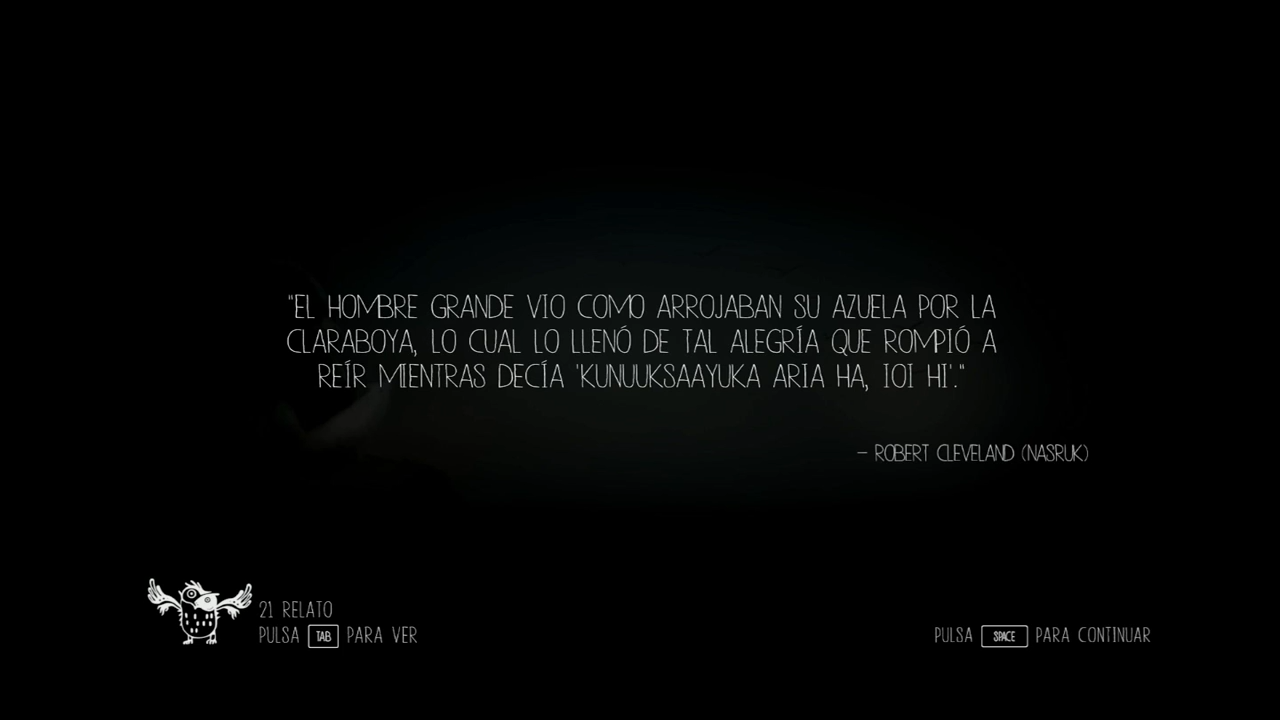 "EL HOMBRE GRANDE VIO COMO ARROJABAN SU AZUELA POR LA
CLARABOYA, LO CUAL LO LLENÓ DE TAL ALEGRÍA QUE ROMPIÓ A
REÍR MIENTRAS DECÍA 'KUNUUKSAAYUKA ARIA HA, IOI HI'."
– ROBERT CLEVELAND (NASRUK)
21 RELATO
PULSA TAB PARA VER
PULSA SPACE PARA CONTINUAR